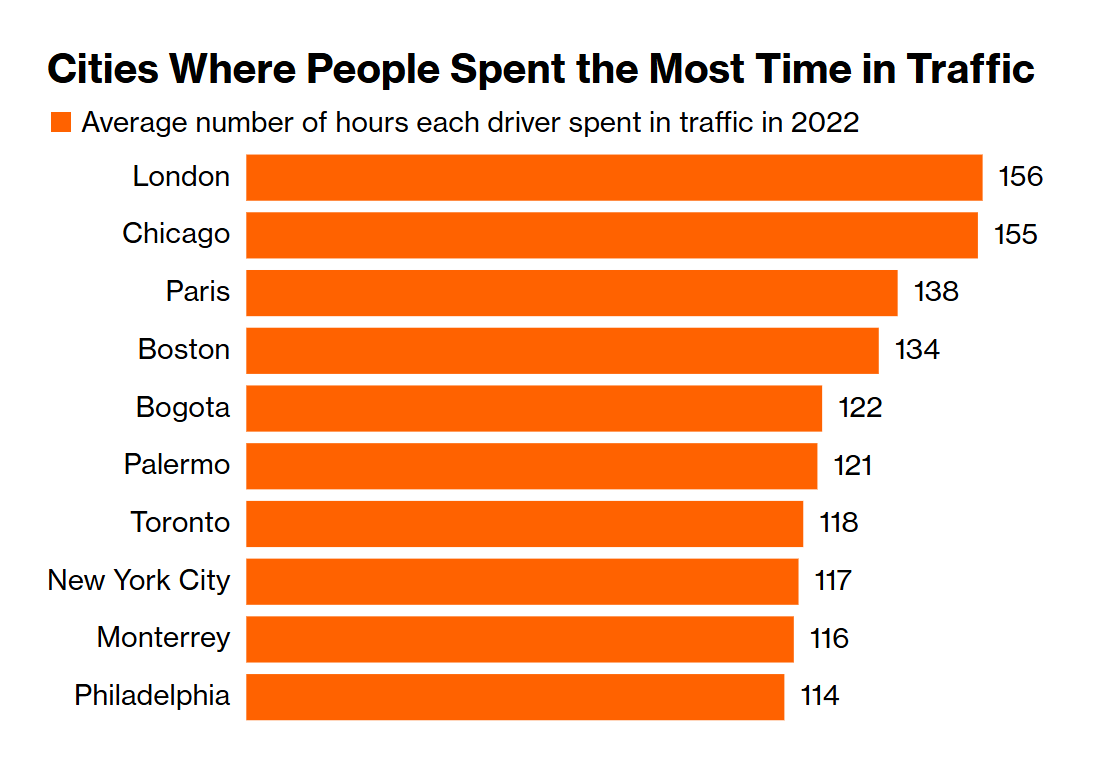 Cities Where People Spent the Most Time in Traffic
Average number of hours each driver spent in traffic in 2022
London 156
Chicago 155
Paris 138
Boston 134
Bogota 122
Palermo 121
Toronto 118
New York City 117
Monterrey 116
Philadelphia 114